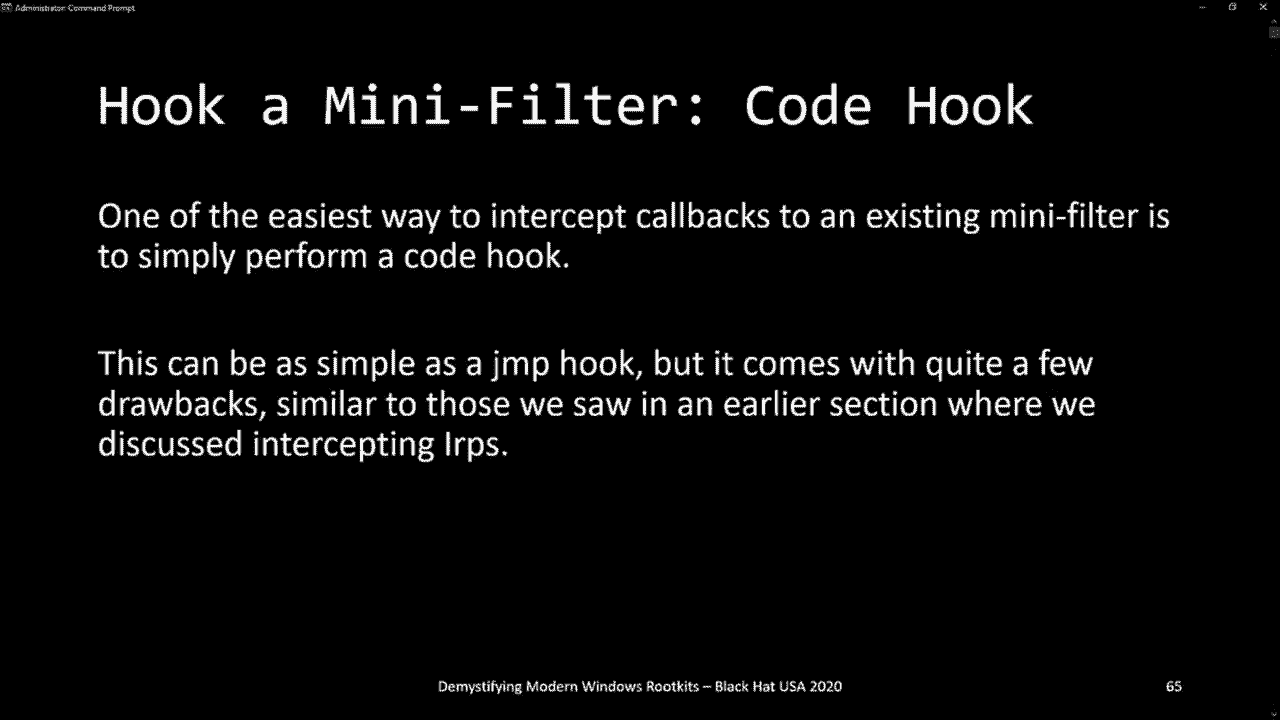 Administrator: Command Prompt
Hook a Mini-Filter: Code Hook
One of the easiest way to intercept callbacks to an existing mini-filter is
to simply perform a code hook.
This can be as simple as a jmp hook, but it comes with quite a few
drawbacks, similar to those we saw in an earlier section where we
discussed intercepting Irps.
Demystifying Modern Windows Rootkits – Black Hat USA 2020
65